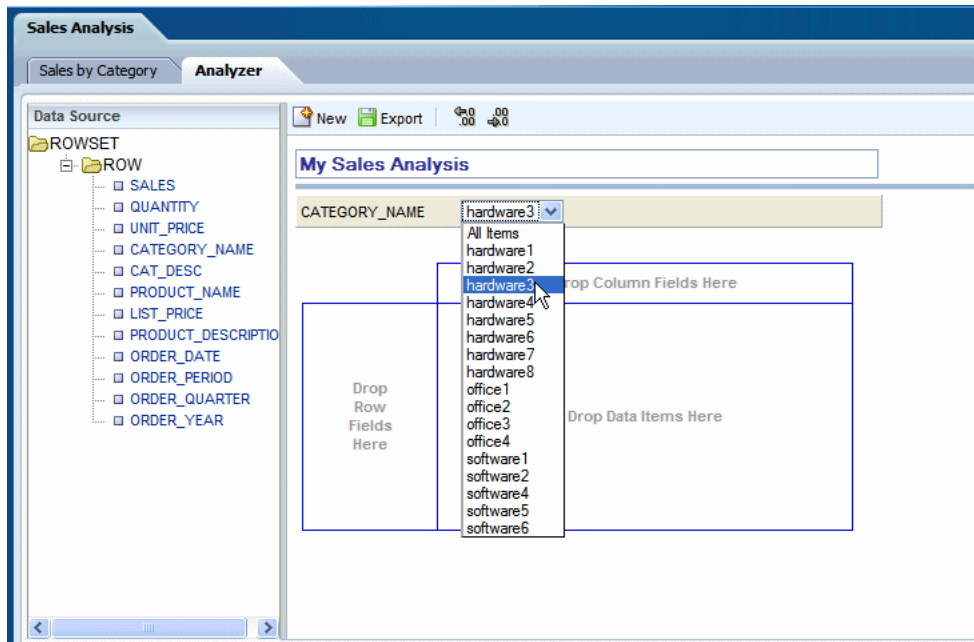 Sales Analysis
Sales by Category Analyzer
Data Source
ROWSET
ROW
SALES
QUANTITY
UNIT_PRICE
CATEGORY_NAME
CAT_DESC
PRODUCT_NAME
LIST_PRICE
PRODUCT_DESCRIPTIO
ORDER_DATE
ORDER_PERIOD
ORDER_QUARTER
ORDER_YEAR
New Export
My Sales Analysis
CATEGORY_NAME hardware3
All Items
hardware1
hardware2
hardware3
hardware4
hardware5
hardware6
hardware7
hardware8
office1
office2
office3
office4
software1
software2
software4
software5
software6
rop Column Fields Here
Drop
Row
Fields
Here
Drop Data Items Here